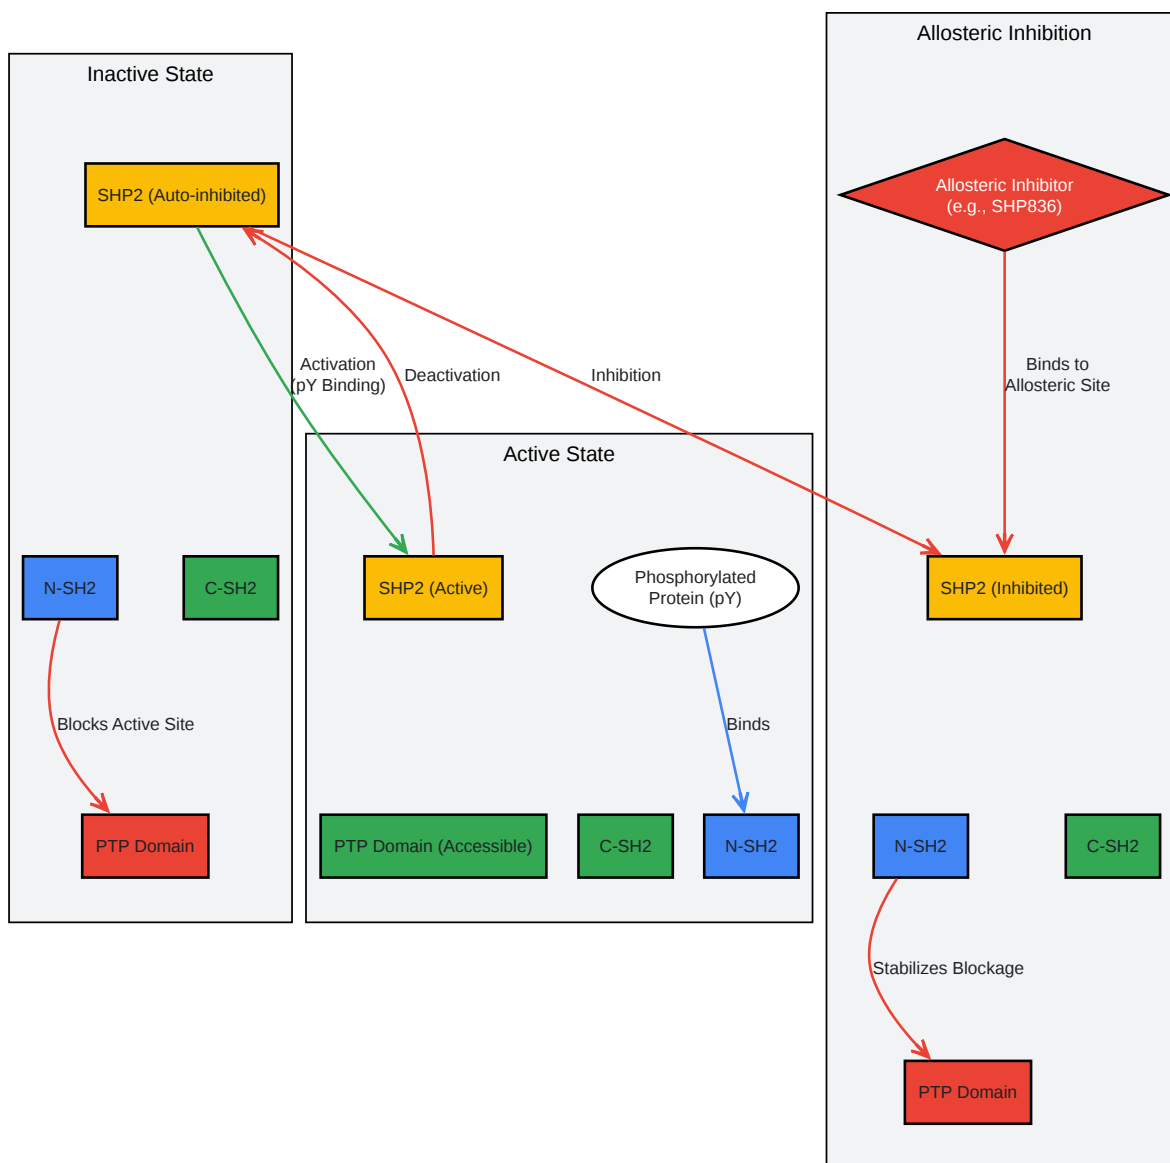 Allosteric Inhibition
Inactive State
SHP2 (Auto-inhibited)
Allosteric Inhibitor
(e.g., SHP836)
Activation
(pY Binding)
Deactivation
Inhibition
Binds to
Allosteric Site
Active State
N-SH2
C-SH2
SHP2 (Active)
Phosphorylated
Protein (pY)
SHP2 (Inhibited)
Blocks Active Site
Binds
PTP Domain
PTP Domain (Accessible)
C-SH2
N-SH2
N-SH2
C-SH2
Stabilizes Blockage
PTP Domain